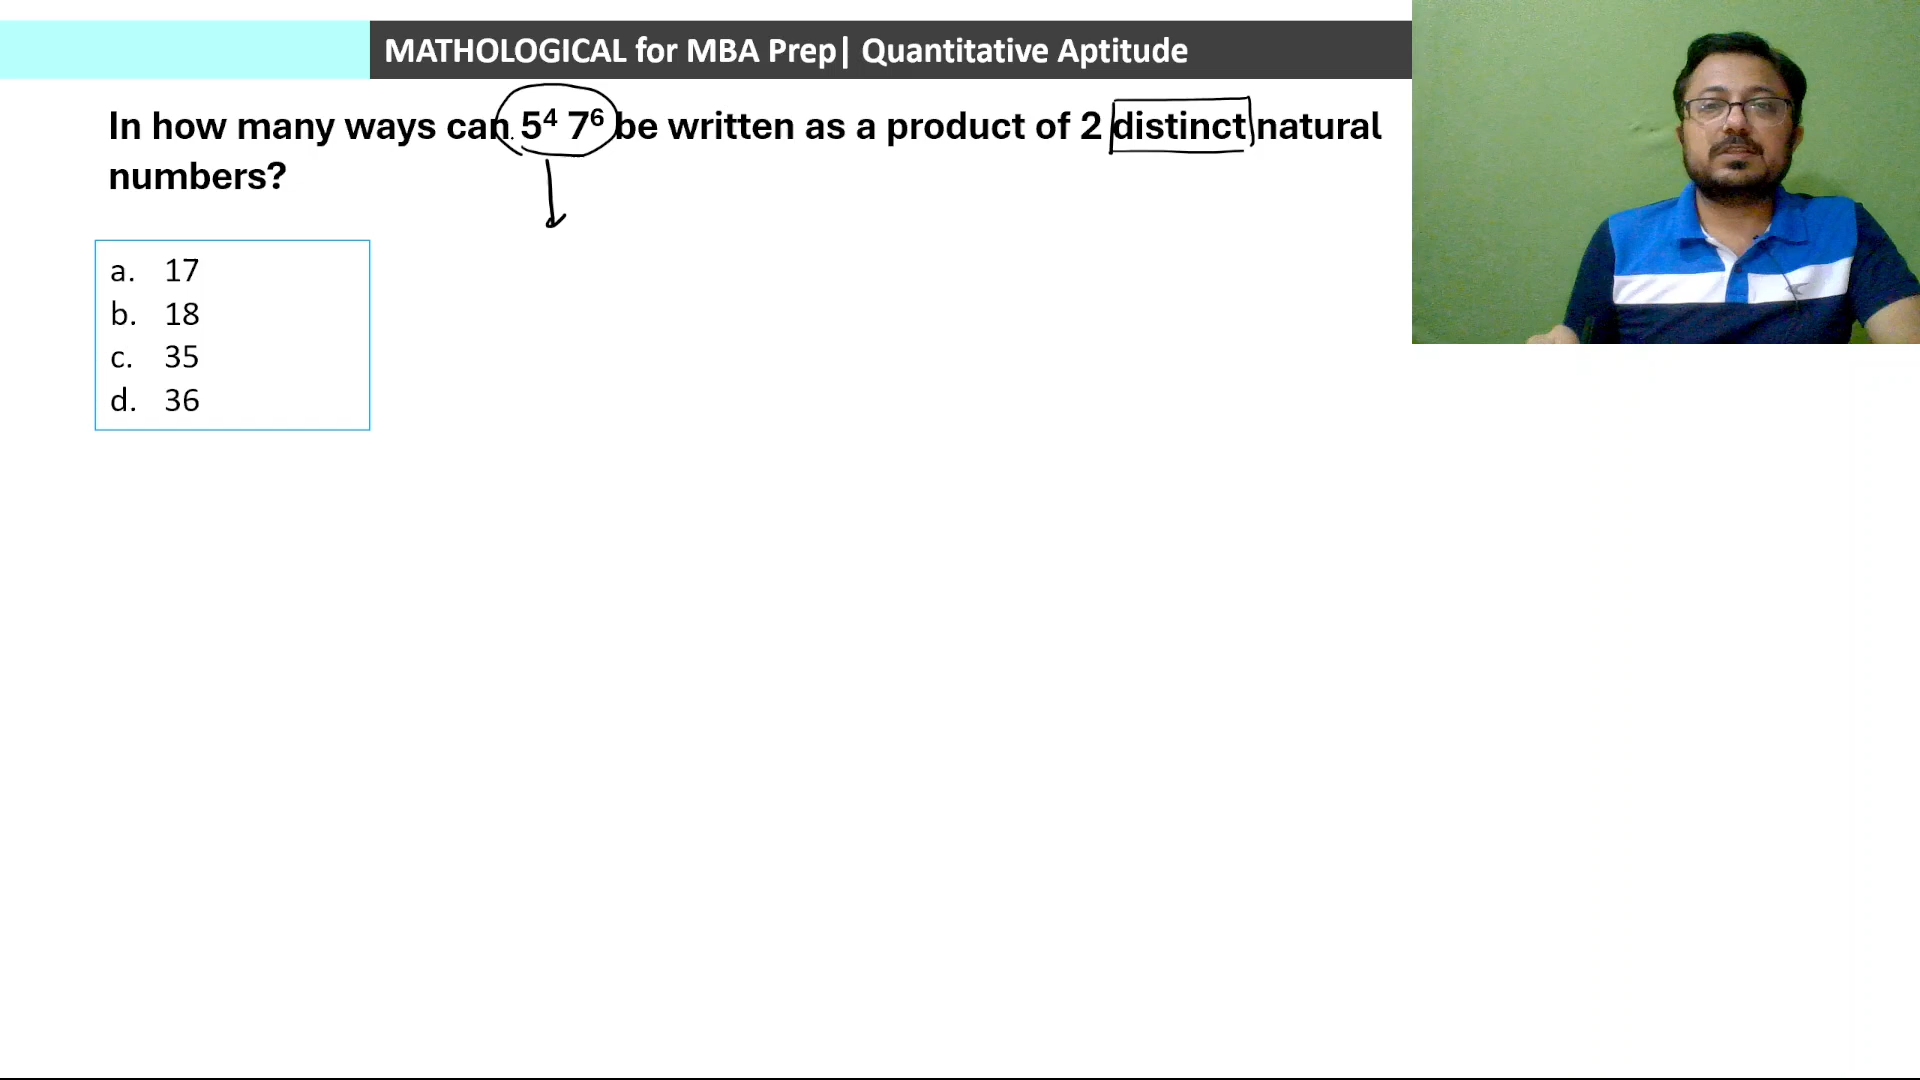 MATHOLOGICAL for MBA Prep| Quantitative Aptitude
In how many ways can 5⁴ 7⁶ be written as a product of 2 distinct natural
numbers?
a. 17
b. 18
c. 35
d. 36